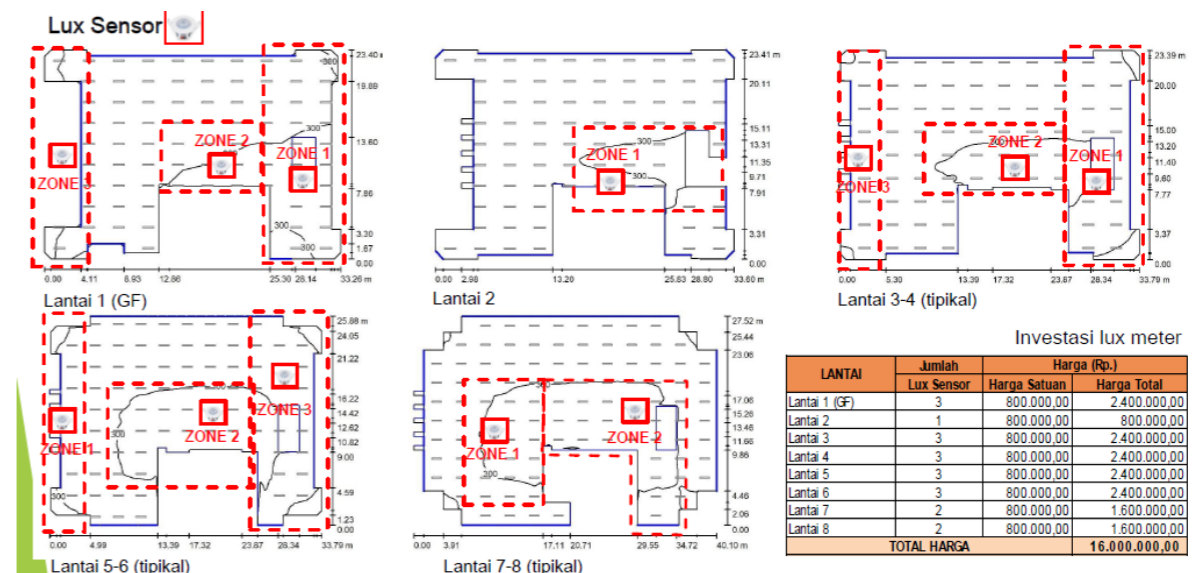 Lux Sensor
23.40
19.89
13.60
7.86
3.20
1.67
0.00
300
300
300
300
ZONE 3
ZONE 2
ZONE 1
0.00 4.11 8.93 12.86 25.30 28.14 33.26 m
Lantai 1 (GF)
23.41 m
20.11
15.11
13.31
11.35
9.71
7.91
3.31
0.00
300
300
ZONE 1
0.00 2.98 13.20 25.83 28.80 33.60 m
Lantai 2
23.39 m
20.00
15.00
13.20
11.40
9.60
7.77
3.37
0.00
300
ZONE 3
ZONE 2
ZONE 1
0.00 5.30 13.39 17.32 23.87 28.34 33.79 m
Lantai 3-4 (tipikal)
25.88 m
24.05
21.22
16.22
14.42
12.62
10.82
9.00
4.59
1.23
0.00
300
300
ZONE 1
ZONE 2
ZONE 3
0.00 4.99 13.39 17.32 23.87 28.34 33.79 m
Lantai 5-6 (tipikal)
27.52 m
25.44
23.06
17.06
15.26
13.46
11.66
9.86
4.46
2.06
0.00
300
300
ZONE 1
ZONE 2
0.00 3.91 17.11 20.71 29.55 34.72 40.10 m
Lantai 7-8 (tipikal)
Investasi lux meter
LANTAI Jumlah Harga (Rp.)
Lux Sensor Harga Satuan Harga Total
Lantai 1 (GF) 3 800.000,00 2.400.000,00
Lantai 2 1 800.000,00 800.000,00
Lantai 3 3 800.000,00 2.400.000,00
Lantai 4 3 800.000,00 2.400.000,00
Lantai 5 3 800.000,00 2.400.000,00
Lantai 6 3 800.000,00 2.400.000,00
Lantai 7 2 800.000,00 1.600.000,00
Lantai 8 2 800.000,00 1.600.000,00
TOTAL HARGA 16.000.000,00